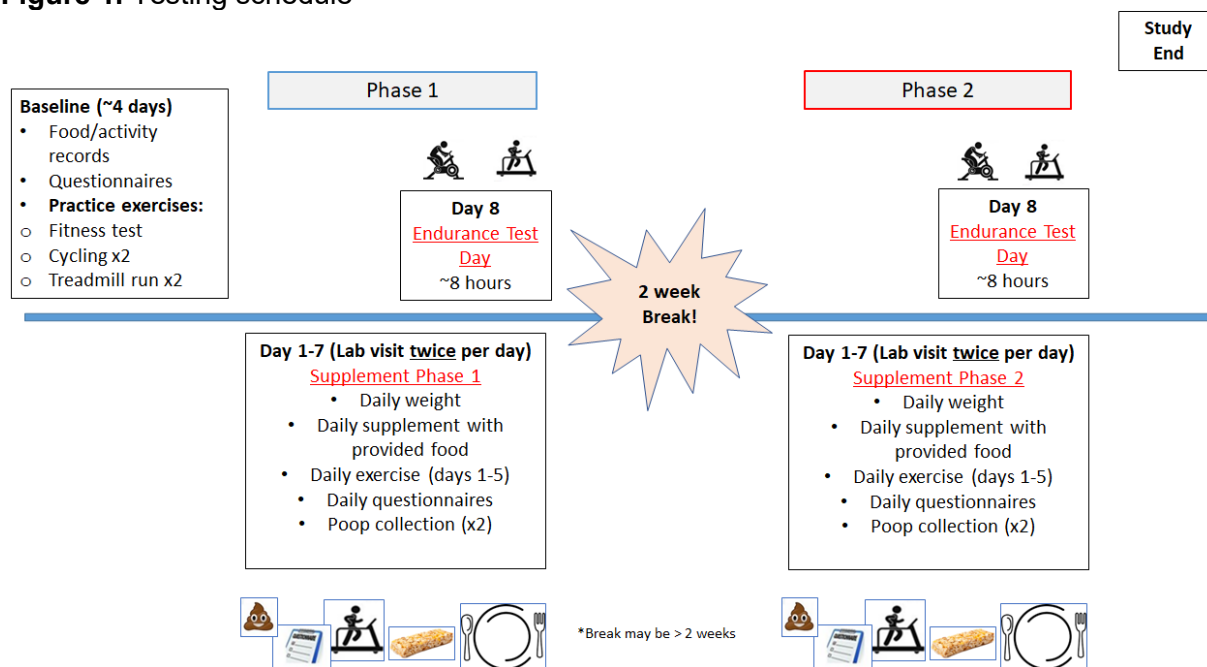 Figure 1. Testing schedule
Study
End
Phase 1
Phase 2
Baseline (~4 days)
• Food/activity
records
• Questionnaires
• Practice exercises:
o Fitness test
o Cycling x2
o Treadmill run x2
Day 8
Endurance Test
Day
~8 hours
Day 8
Endurance Test
Day
~8 hours
2 week
Break!
Day 1-7 (Lab visit twice per day)
Supplement Phase 1
• Daily weight
• Daily supplement with
provided food
• Daily exercise (days 1-5)
• Daily questionnaires
• Poop collection (x2)
Day 1-7 (Lab visit twice per day)
Supplement Phase 2
• Daily weight
• Daily supplement with
provided food
• Daily exercise (days 1-5)
• Daily questionnaires
• Poop collection (x2)
QUESTIONNAIRE
*Break may be > 2 weeks
QUESTIONNAIRE